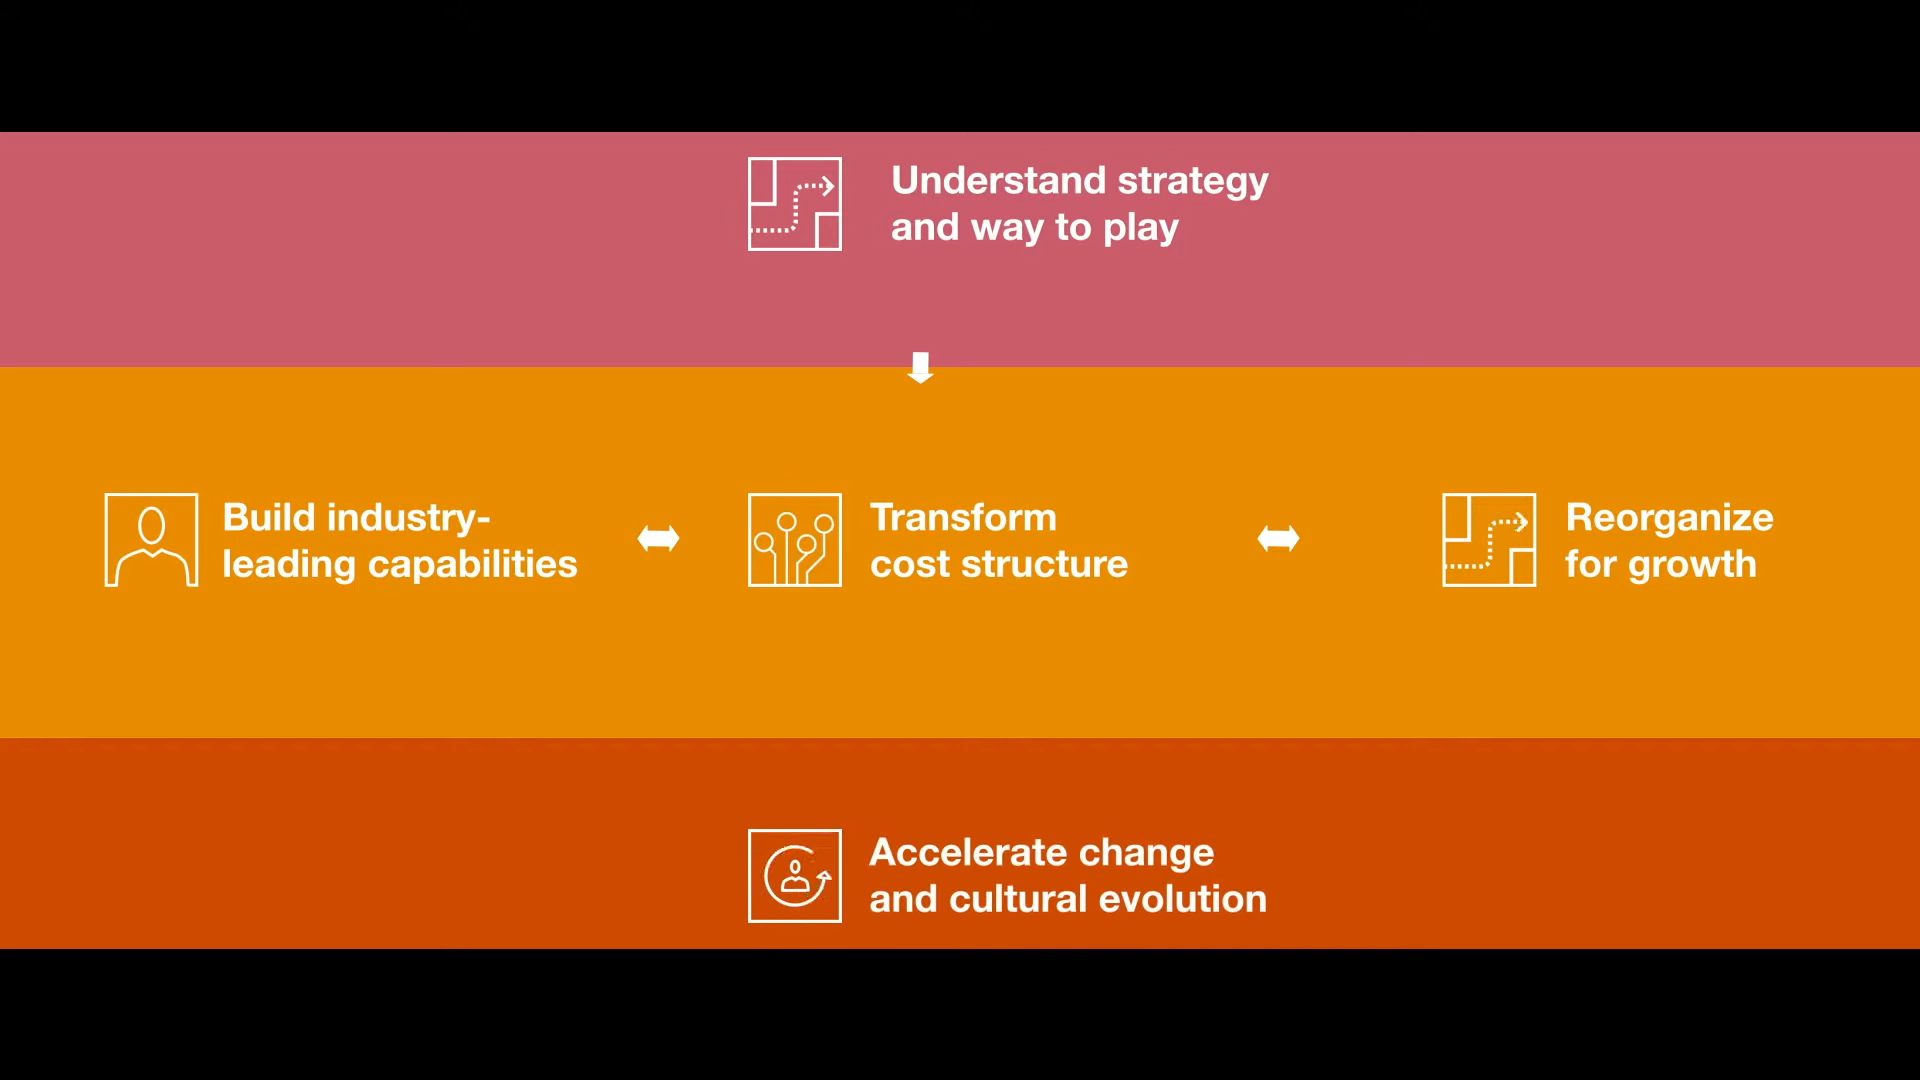 Understand strategy
and way to play
Build industry-
leading capabilities
Transform
cost structure
Reorganize
for growth
Accelerate change
and cultural evolution